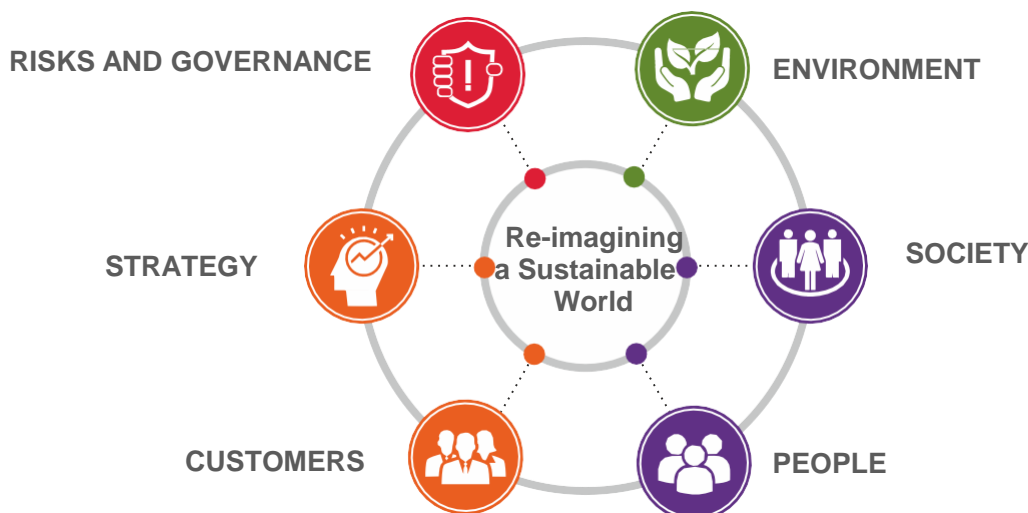 RISKS AND GOVERNANCE
ENVIRONMENT
Re-imagining
a Sustainable
World
STRATEGY
SOCIETY
CUSTOMERS
PEOPLE